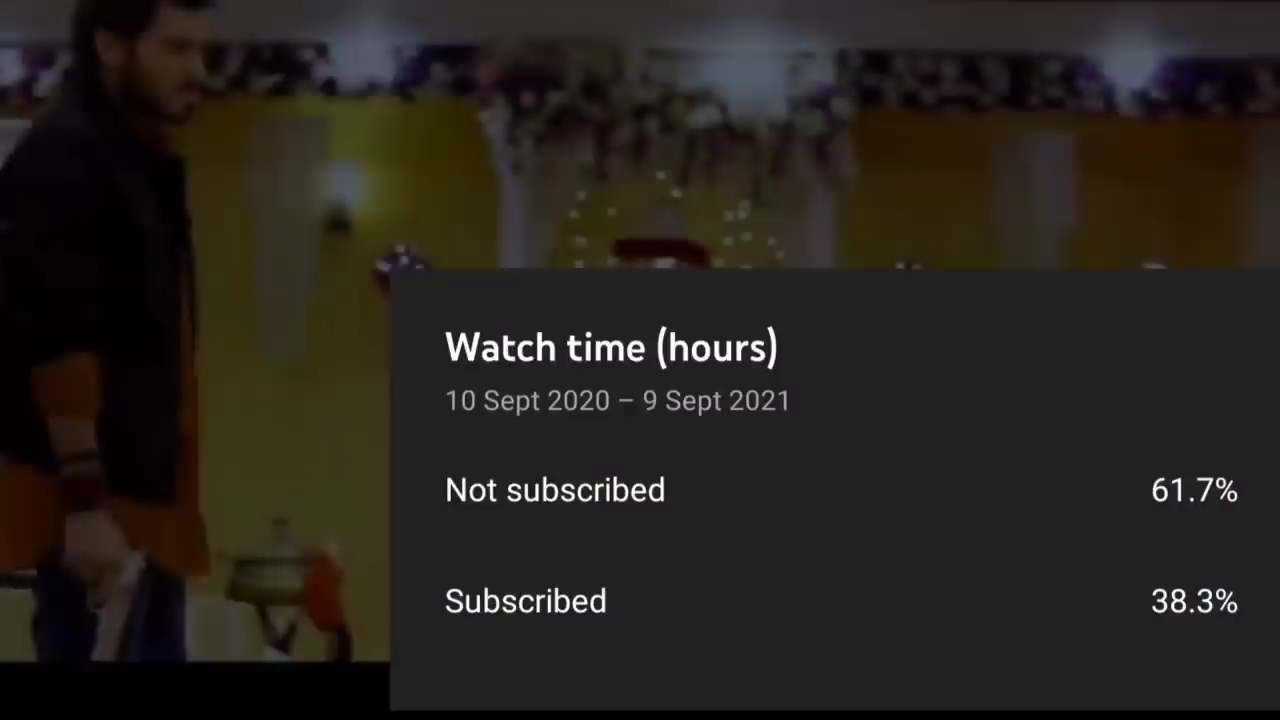 Watch time (hours)
10 Sept 2020 – 9 Sept 2021
Not subscribed 61.7%
Subscribed 38.3%